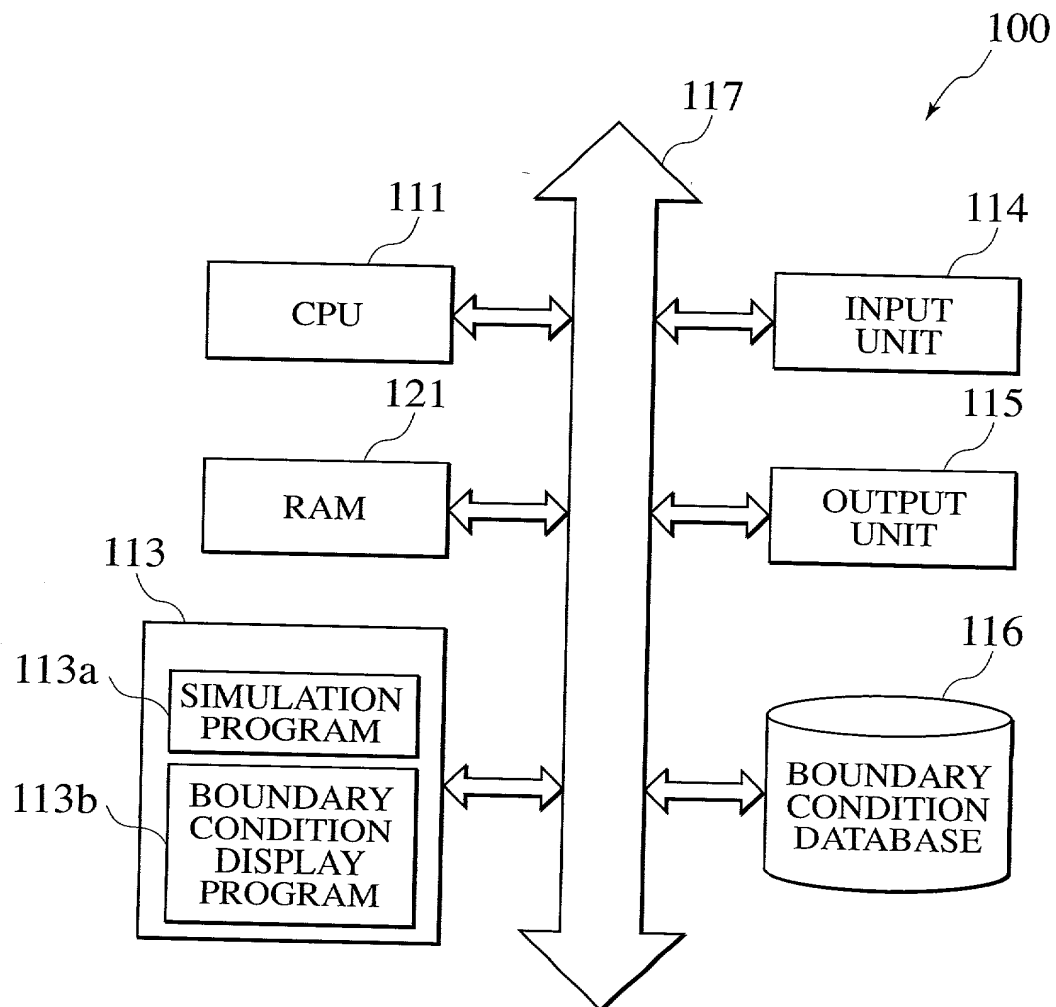 100
117
111
CPU
114
INPUT
UNIT
121
RAM
115
OUTPUT
UNIT
113
113a
SIMULATION
PROGRAM
113b
BOUNDARY
CONDITION
DISPLAY
PROGRAM
116
BOUNDARY
CONDITION
DATABASE